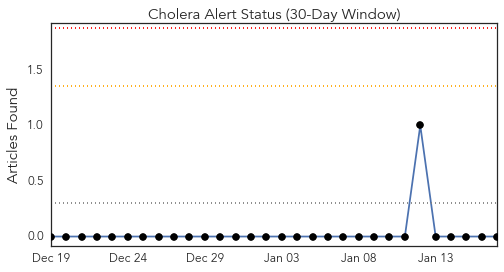 Cholera Alert Status (30-Day Window)
Articles Found
1.5
1.0
0.5
0.0
Dec 19 Dec 24 Dec 29 Jan 03 Jan 08 Jan 13